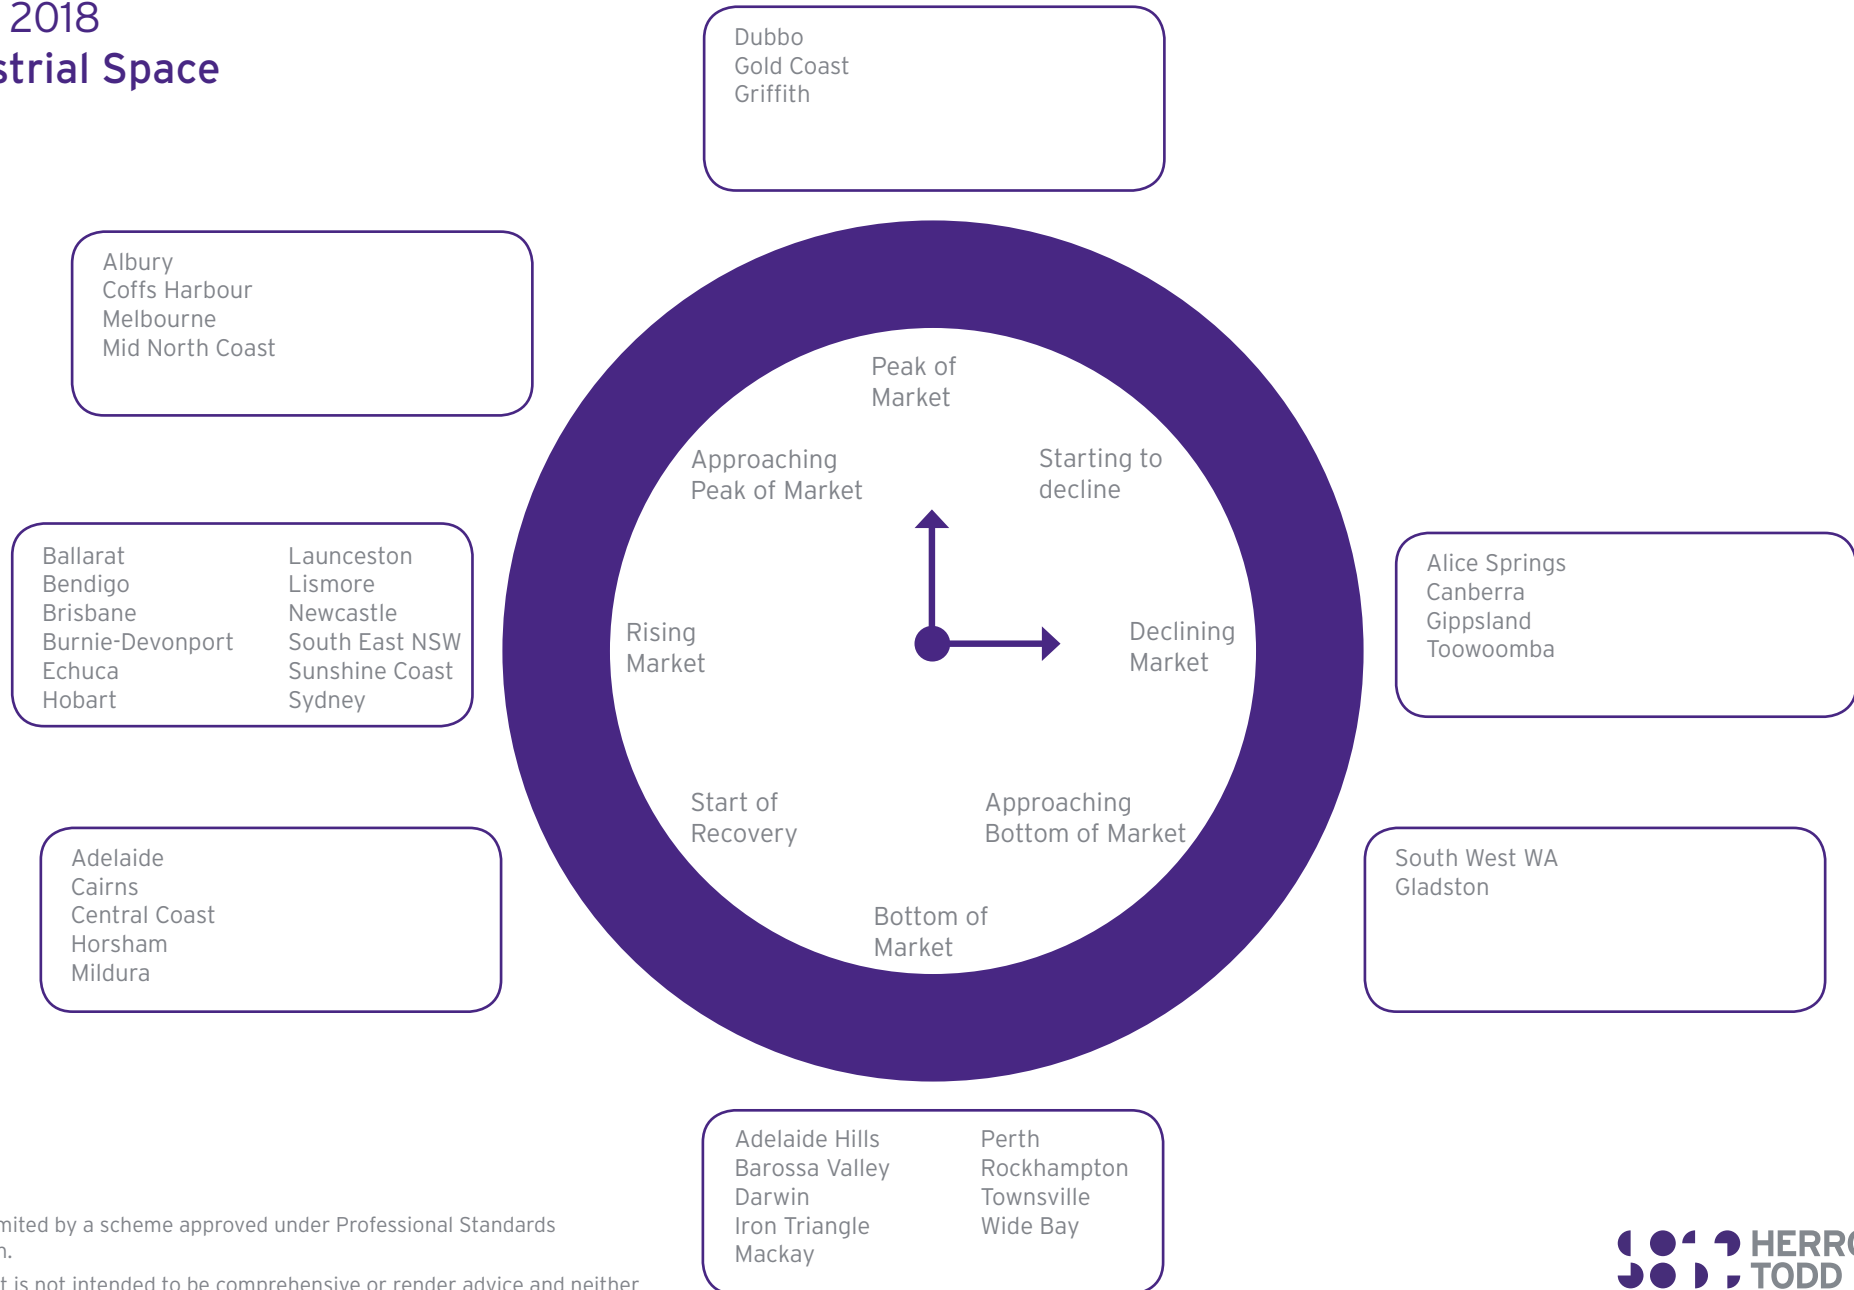 2018
strial Space
Dubbo
Gold Coast
Griffith
Albury
Coffs Harbour
Melbourne
Mid North Coast
Peak of
Market
Approaching
Peak of Market
Starting to
decline
Ballarat
Bendigo
Brisbane
Burnie-Devonport
Echuca
Hobart
Launceston
Lismore
Newcastle
South East NSW
Sunshine Coast
Sydney
Rising
Market
Declining
Market
Alice Springs
Canberra
Gippsland
Toowoomba
Start of
Recovery
Approaching
Bottom of Market
Adelaide
Cairns
Central Coast
Horsham
Mildura
Bottom of
Market
South West WA
Gladston
Adelaide Hills
Barossa Valley
Darwin
Iron Triangle
Mackay
Perth
Rockhampton
Townsville
Wide Bay
mited by a scheme approved under Professional Standards
n.
t is not intended to be comprehensive or render advice and neither
HERRO
TODD